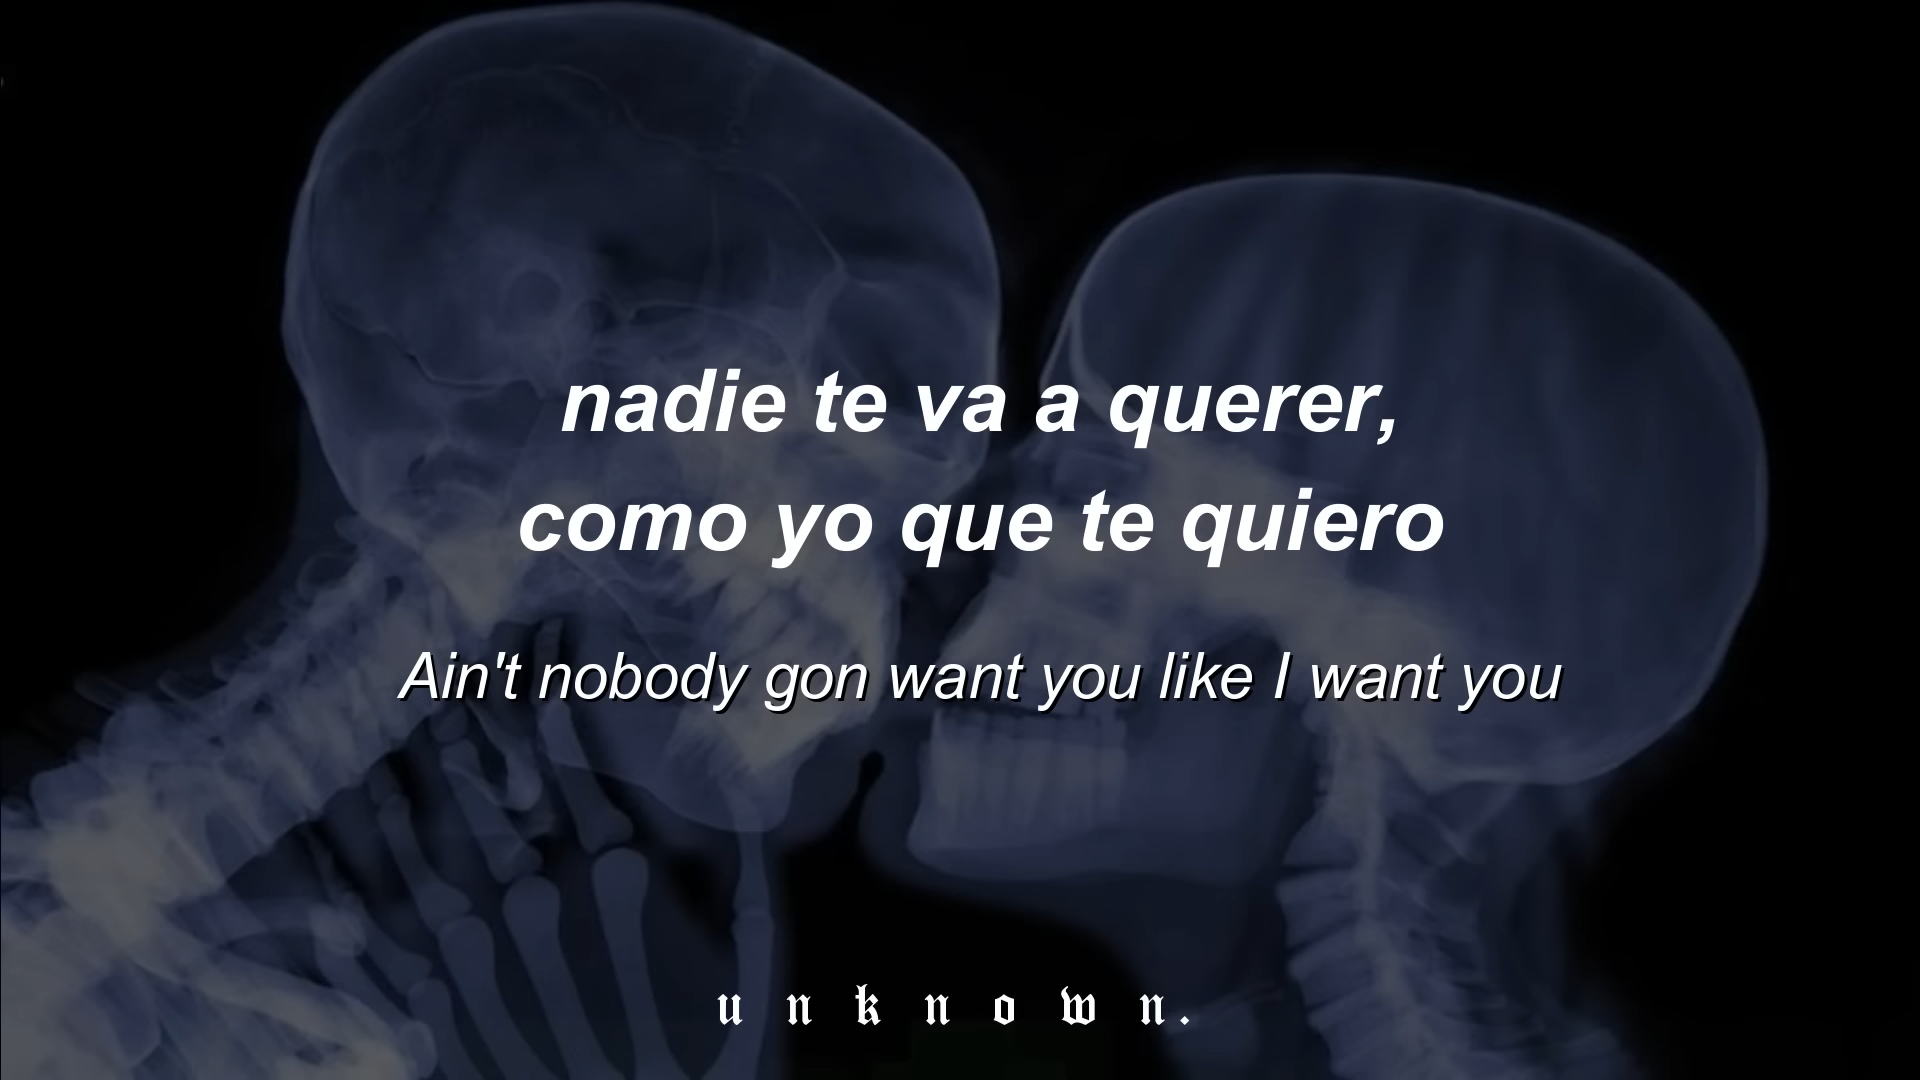 nadie te va a querer,
como yo que te quiero
Ain't nobody gon want you like I want you
u n k n o w n.